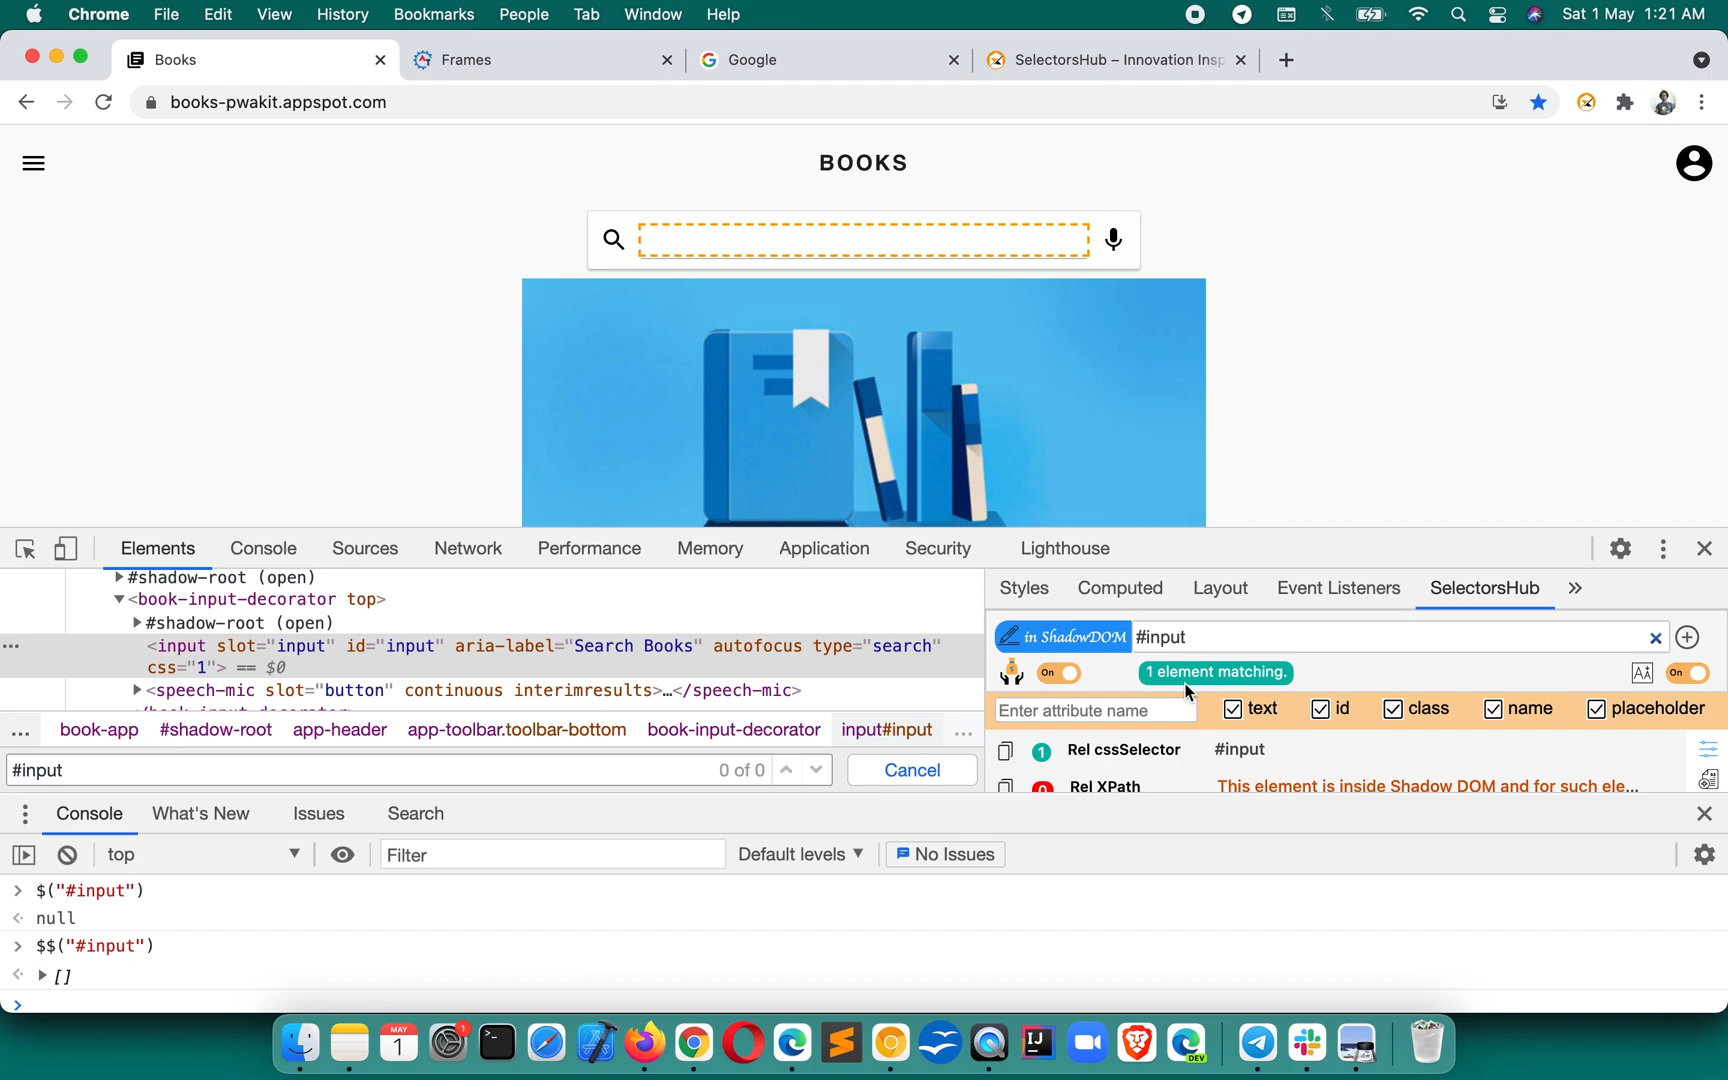 Chrome File Edit View History Bookmarks People Tab Window Help Sat 1 May 1:21 AM
Books Frames Google SelectorsHub – Innovation Insp
books-pwakit.appspot.com
BOOKS
Elements Console Sources Network Performance Memory Application Security Lighthouse
#shadow-root (open)
<book-input-decorator top>
#shadow-root (open)
<input slot="input" id="input" aria-label="Search Books" autofocus type="search"
css="1"> == $0
<speech-mic slot="button" continuous interimresults>…</speech-mic>
... book-app #shadow-root app-header app-toolbar.toolbar-bottom book-input-decorator input#input ...
#input 0 of 0 Cancel
Styles Computed Layout Event Listeners SelectorsHub »
in ShadowDOM #input
On 1 element matching. On
Enter attribute name text id class name placeholder
1 Rel cssSelector #input
0 Rel XPath This element is inside Shadow DOM and for such ele...
Console What's New Issues Search
top Filter Default levels No Issues
> $("#input")
null
> $$("#input")
[]
>
MAY
1
1
IJ
DEV